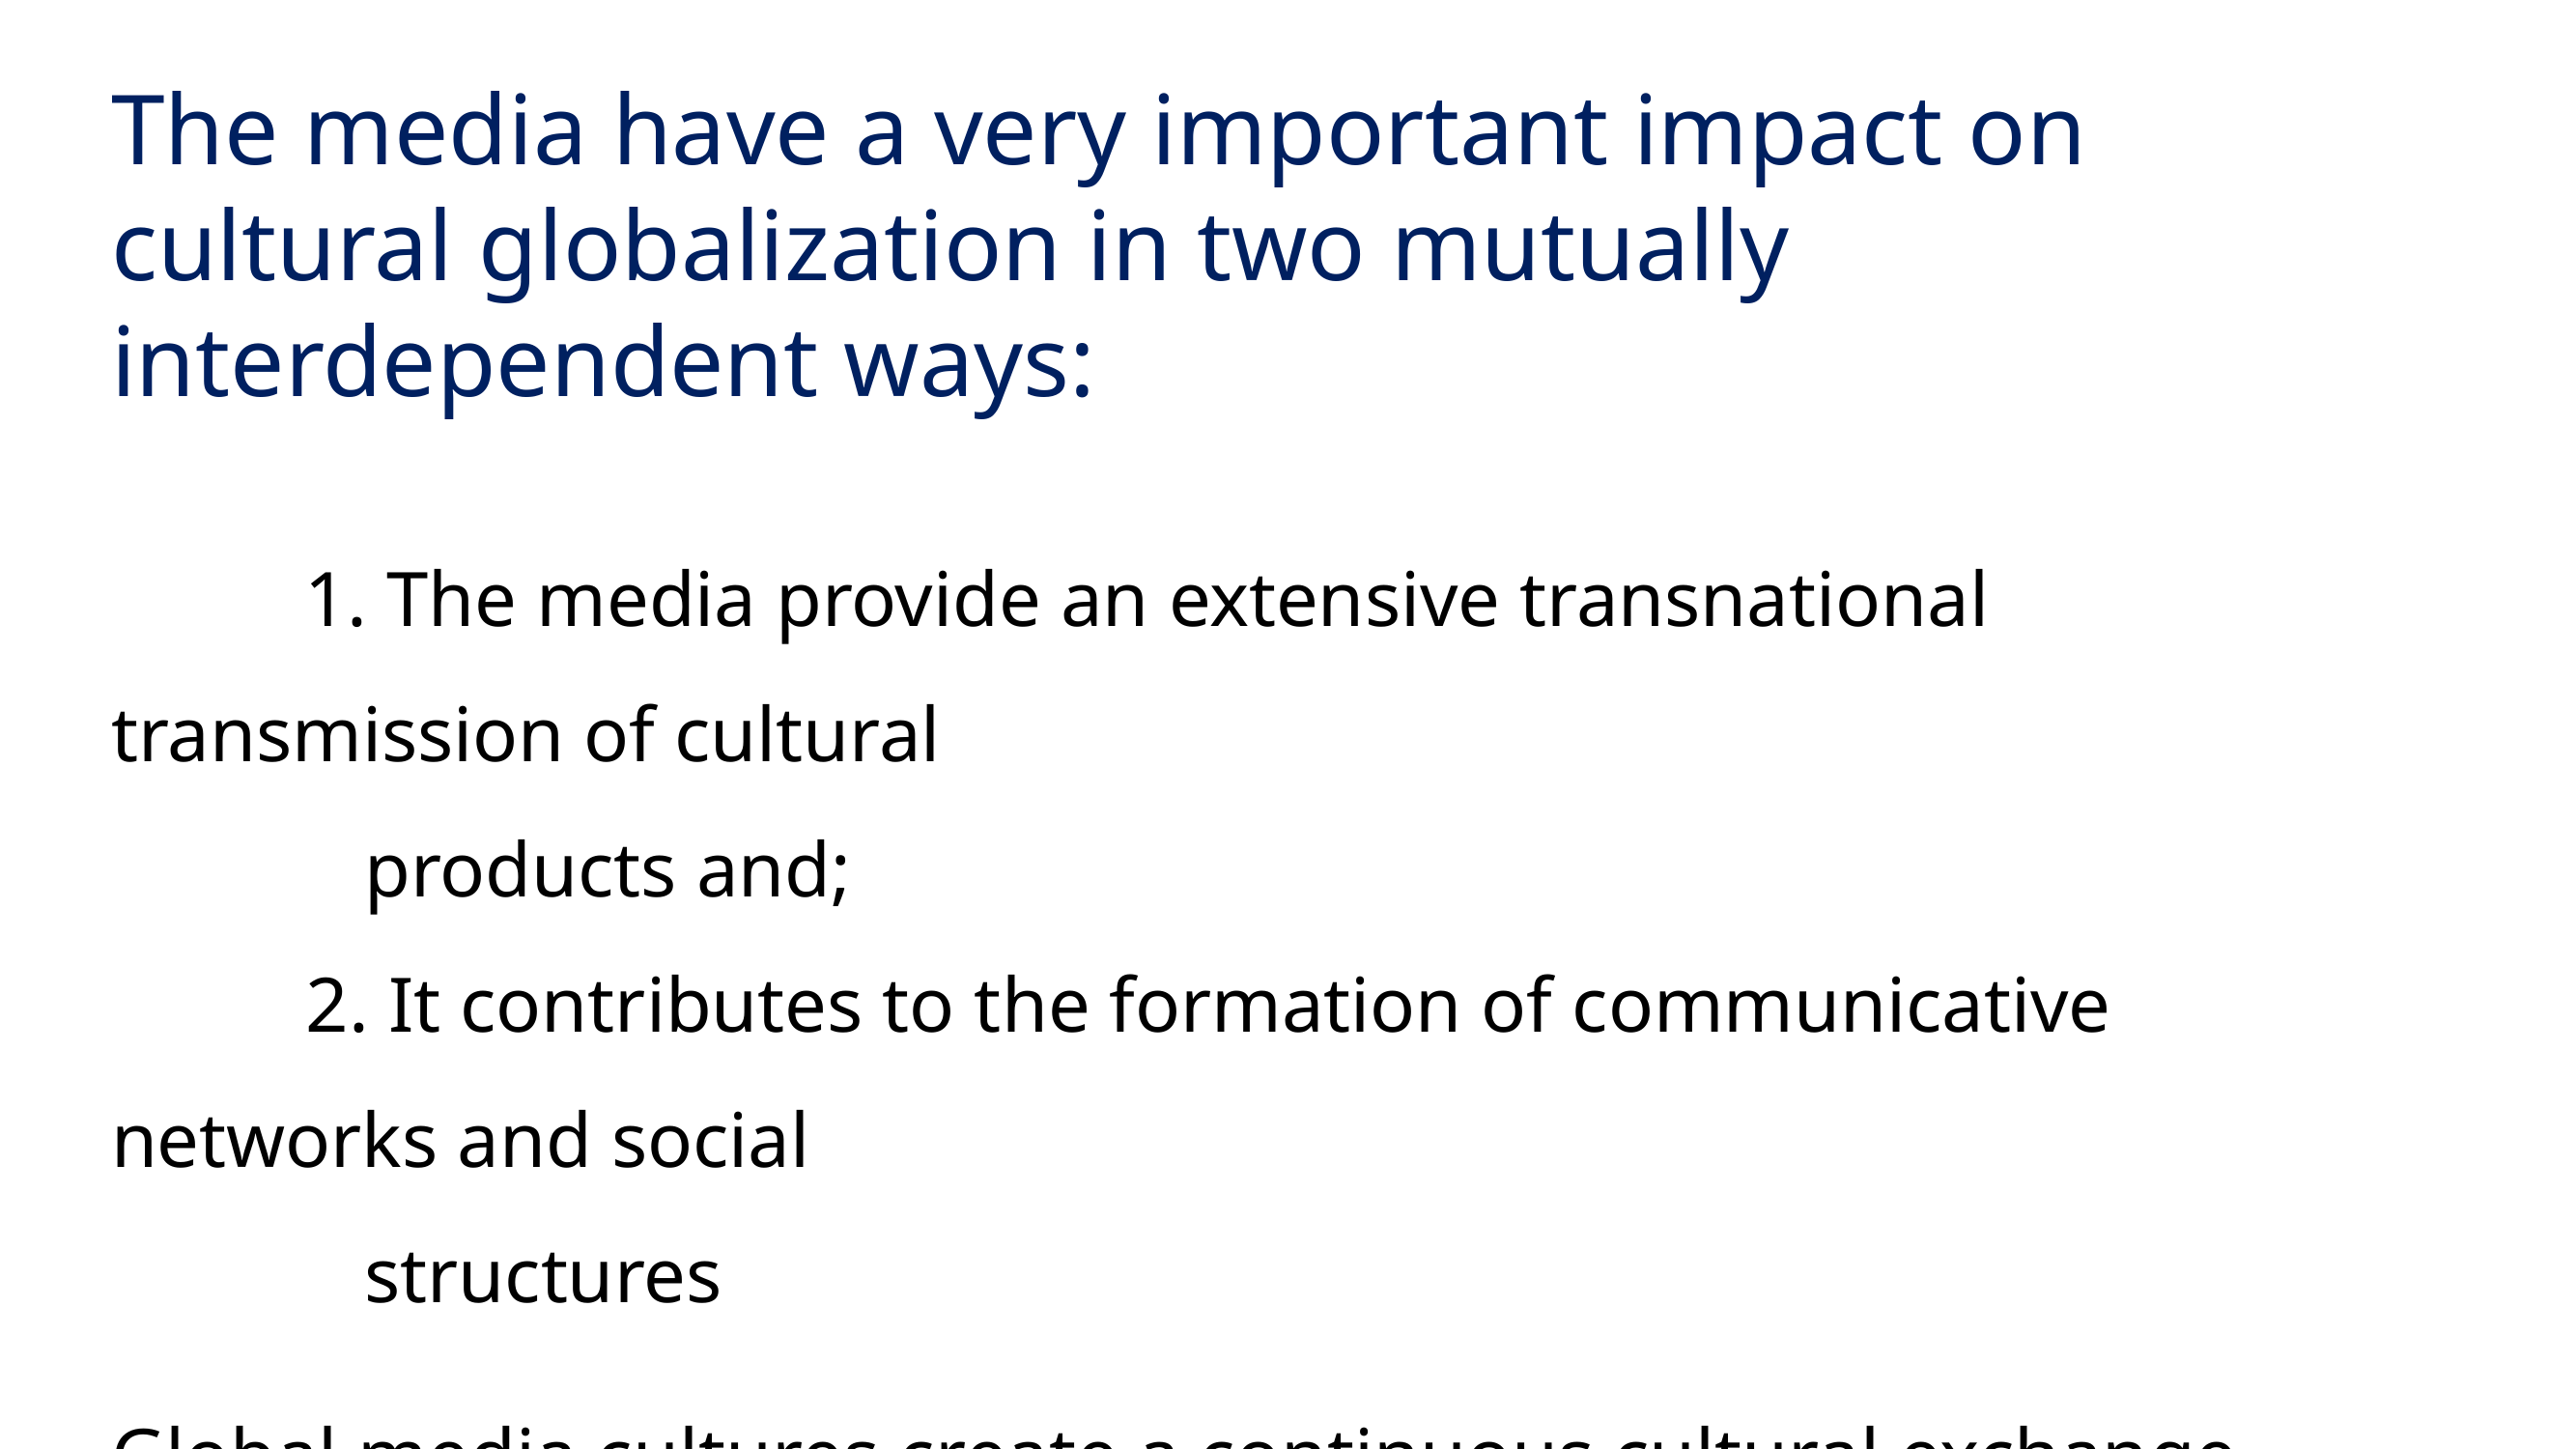 The media have a very important impact on
cultural globalization in two mutually
interdependent ways:
1. The media provide an extensive transnational
transmission of cultural
products and;
2. It contributes to the formation of communicative
networks and social
structures
Global media cultures create a continuous cultural exchange